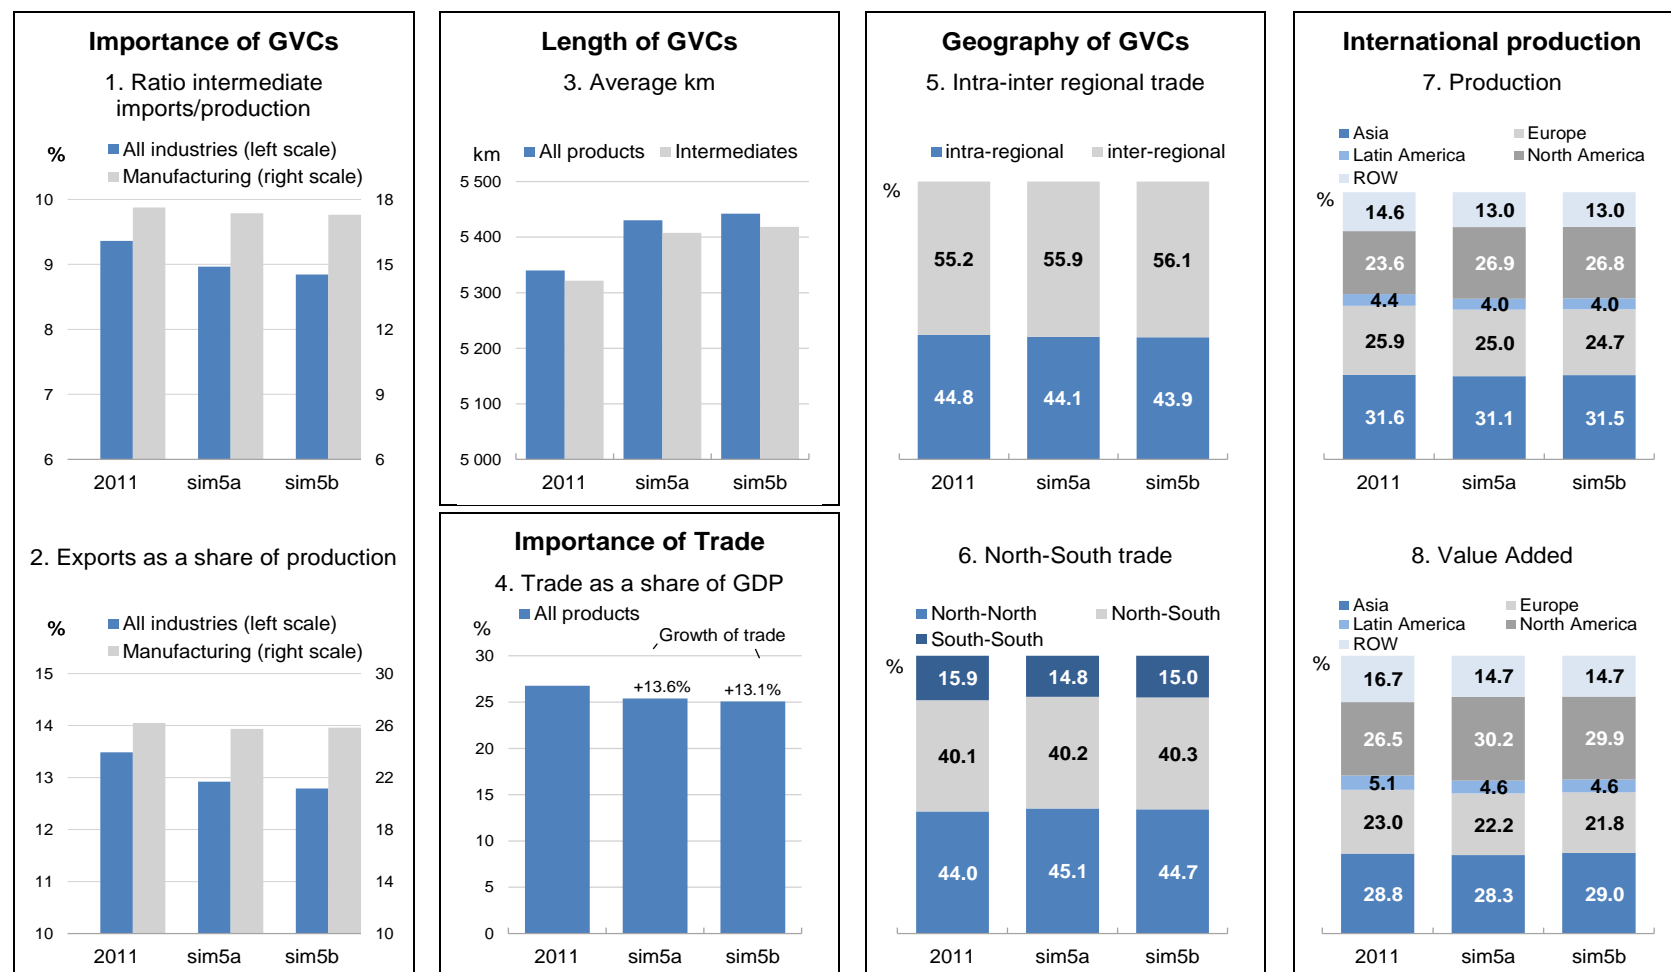 Importance of GVCs
1. Ratio intermediate
imports/production
%
All industries (left scale)
Manufacturing (right scale)
10
9
8
7
6
18
15
12
9
6
2011
sim5a
sim5b
2. Exports as a share of production
%
All industries (left scale)
Manufacturing (right scale)
15
14
13
12
11
10
30
26
22
18
14
10
2011
sim5a
sim5b
Length of GVCs
3. Average km
km
All products
Intermediates
5 500
5 400
5 300
5 200
5 100
5 000
2011
sim5a
sim5b
Importance of Trade
4. Trade as a share of GDP
All products
%
Growth of trade
30
25
20
15
10
5
0
+13.6%
+13.1%
2011
sim5a
sim5b
Geography of GVCs
5. Intra-inter regional trade
intra-regional
inter-regional
%
55.2
55.9
56.1
44.8
44.1
43.9
2011
sim5a
sim5b
6. North-South trade
North-North
North-South
South-South
%
15.9
14.8
15.0
40.1
40.2
40.3
44.0
45.1
44.7
2011
sim5a
sim5b
International production
7. Production
Asia
Europe
Latin America
North America
ROW
%
14.6
13.0
13.0
23.6
26.9
26.8
4.4
4.0
4.0
25.9
25.0
24.7
31.6
31.1
31.5
2011
sim5a
sim5b
8. Value Added
Asia
Europe
Latin America
North America
ROW
%
16.7
14.7
14.7
26.5
30.2
29.9
5.1
4.6
4.6
23.0
22.2
21.8
28.8
28.3
29.0
2011
sim5a
sim5b